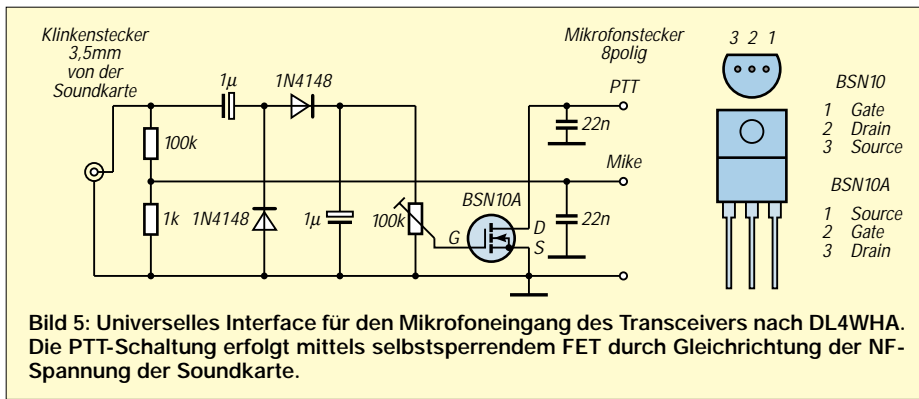 Klinkenstecker
3,5mm
von der
Soundkarte
1µ
1N4148
100k
1k
1N4148
1µ
100k
BSN10A
G
D
S
Mikrofonstecker
8polig
PTT
22n
Mike
22n
3 2 1
BSN10
1 Gate
2 Drain
3 Source
BSN10A
1 Source
2 Gate
3 Drain
Bild 5: Universelles Interface für den Mikrofoneingang des Transceivers nach DL4WHA.
Die PTT-Schaltung erfolgt mittels selbstsperrendem FET durch Gleichrichtung der NF-
Spannung der Soundkarte.